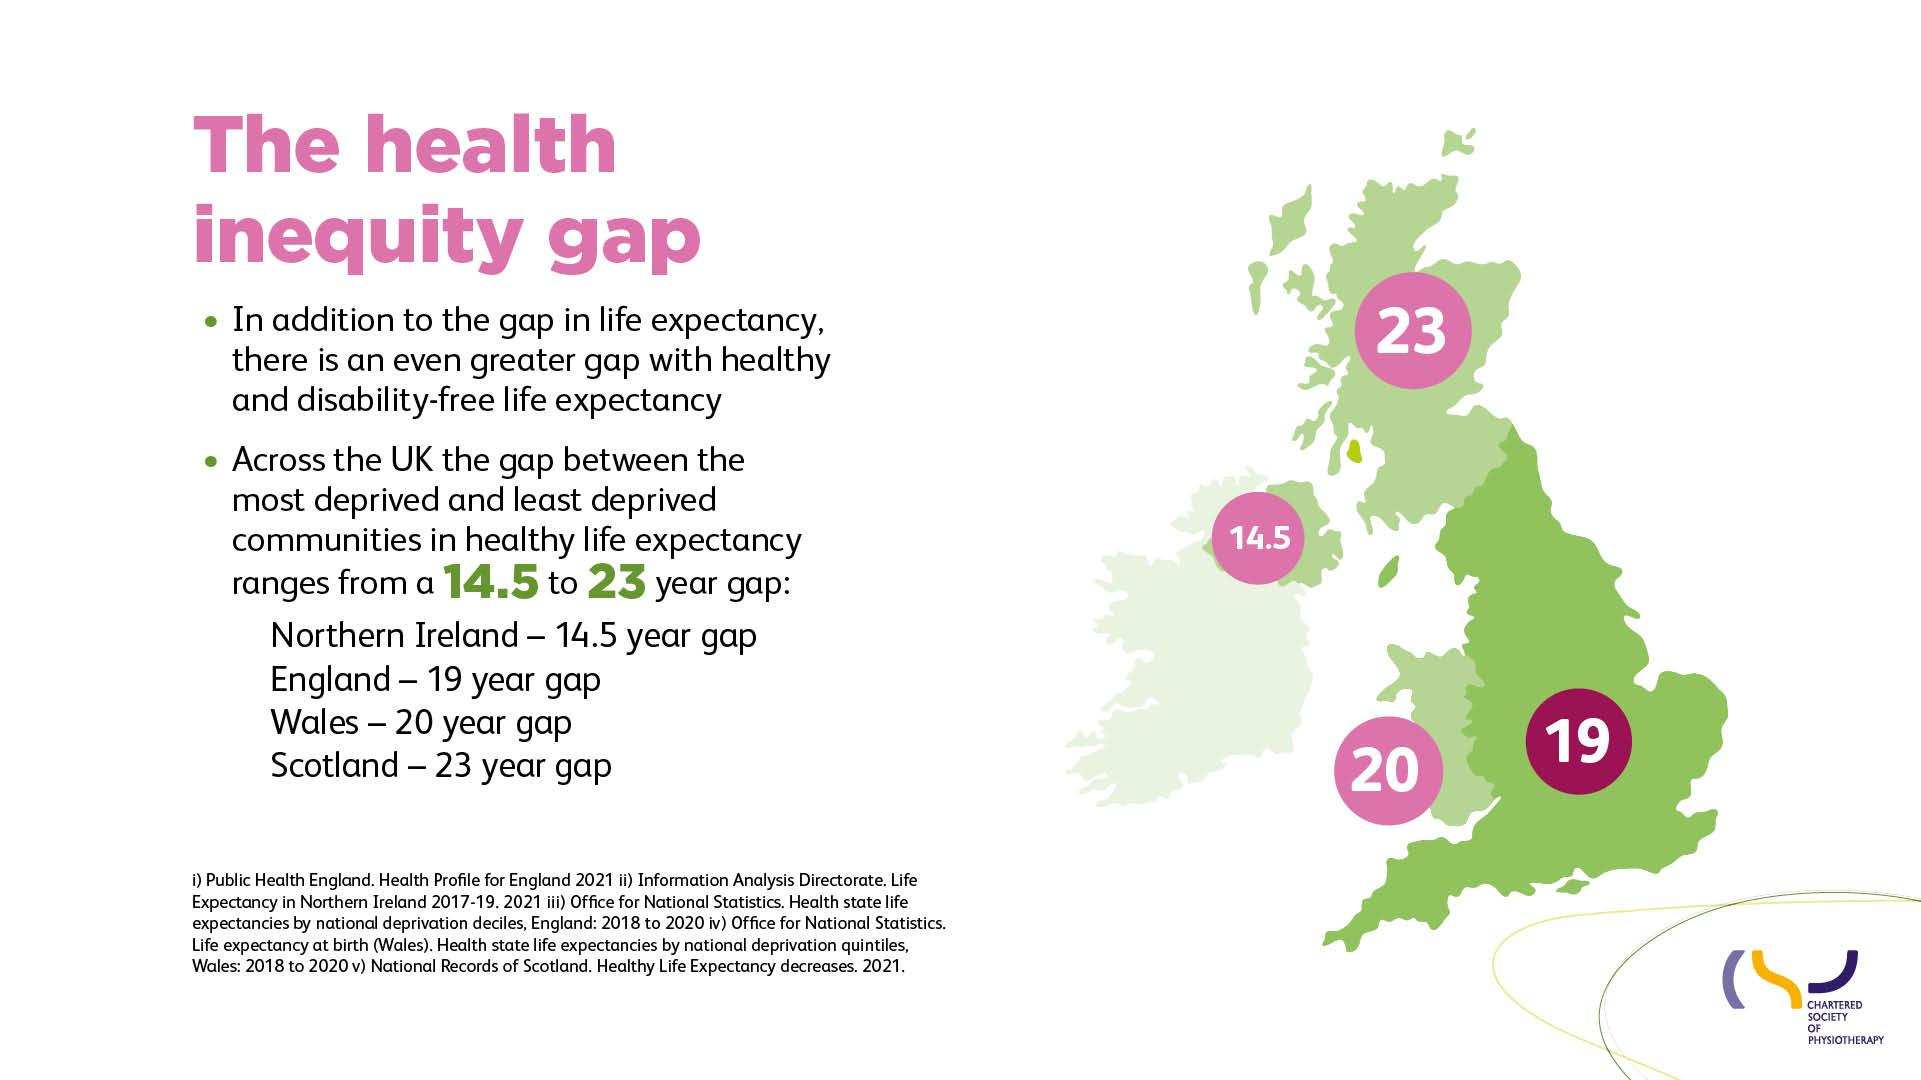 The health
inequity gap
• In addition to the gap in life expectancy,
there is an even greater gap with healthy
and disability-free life expectancy
• Across the UK the gap between the
most deprived and least deprived
communities in healthy life expectancy
ranges from a 14.5 to 23 year gap:
Northern Ireland – 14.5 year gap
England – 19 year gap
Wales – 20 year gap
Scotland – 23 year gap
i) Public Health England. Health Profile for England 2021 ii) Information Analysis Directorate. Life
Expectancy in Northern Ireland 2017-19. 2021 iii) Office for National Statistics. Health state life
expectancies by national deprivation deciles, England: 2018 to 2020 iv) Office for National Statistics.
Life expectancy at birth (Wales). Health state life expectancies by national deprivation quintiles,
Wales: 2018 to 2020 v) National Records of Scotland. Healthy Life Expectancy decreases. 2021.
23
14.5
19
20
CHARTERED
SOCIETY
OF
PHYSIOTHERAPY